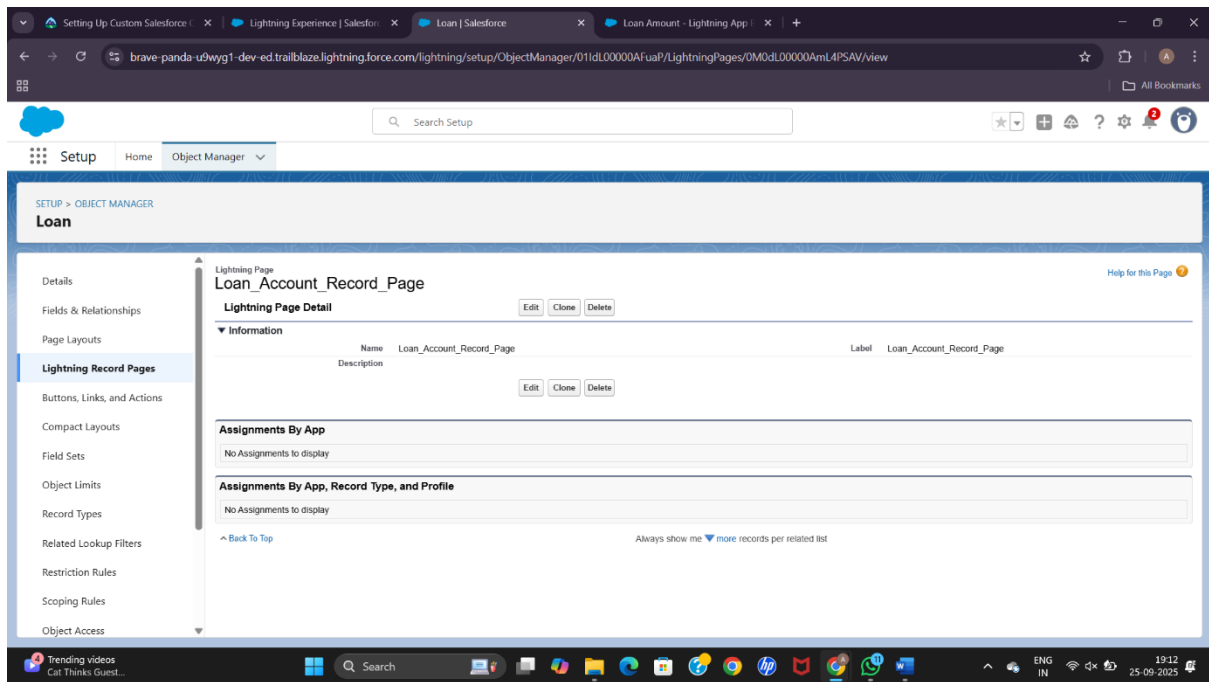 Setting Up Custom Salesforce C
Lightning Experience | Salesforc
Loan | Salesforce
Loan Amount - Lightning App
brave-panda-u9wyg1-dev-ed.trailblaze.lightning.force.com/lightning/setup/ObjectManager/01IdL00000AFuaP/LightningPages/0M0dL00000AmL4PSAV/view
A
All Bookmarks
Search Setup
2
Setup
Home
Object Manager
SETUP > OBJECT MANAGER
Loan
Details
Fields & Relationships
Page Layouts
Lightning Record Pages
Buttons, Links, and Actions
Compact Layouts
Field Sets
Object Limits
Record Types
Related Lookup Filters
Restriction Rules
Scoping Rules
Object Access
Lightning Page
Loan_Account_Record_Page
Help for this Page
Lightning Page Detail
Edit Clone Delete
Information
Name Loan_Account_Record_Page
Label Loan_Account_Record_Page
Description
Edit Clone Delete
Assignments By App
No Assignments to display
Assignments By App, Record Type, and Profile
No Assignments to display
Back To Top
Always show me more records per related list
4
Trending videos
Cat Thinks Guest...
Search
hp
11
ENG
IN
19:12
25-09-2025